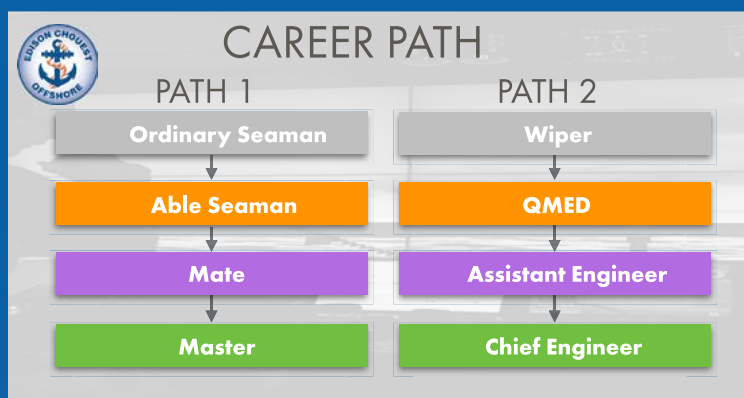 EDISON CHOUEST
OFFSHORE
CAREER PATH
PATH 1
Ordinary Seaman
Able Seaman
Mate
Master
PATH 2
Wiper
QMED
Assistant Engineer
Chief Engineer